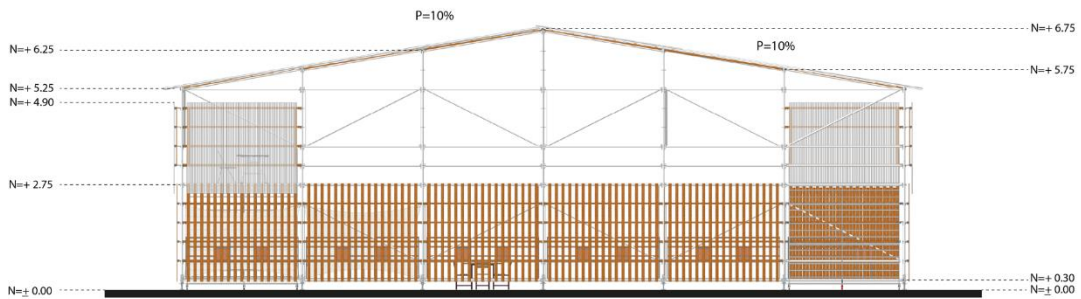 P=10%
N=+ 6.75
N=+ 6.25
P=10%
N=+ 5.75
N=+ 5.25
N=+ 4.90
N=+ 2.75
N=+ 0.30
N=± 0.00
N=± 0.00